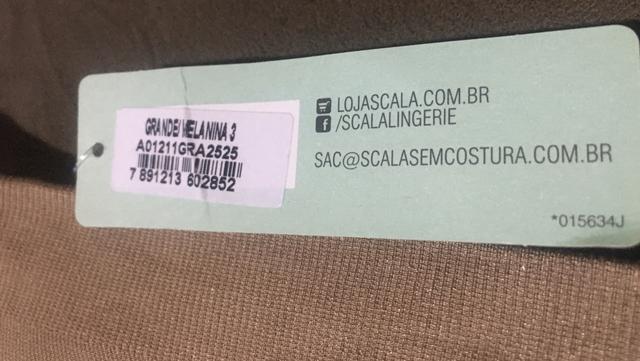 GRANDE/MELANINA 3
A01211GRA2525
7 891213 602852
LOJASCALA.COM.BR
/SCALALINGERIE
SAC@SCALASEMCOSTURA.COM.BR
*015634J